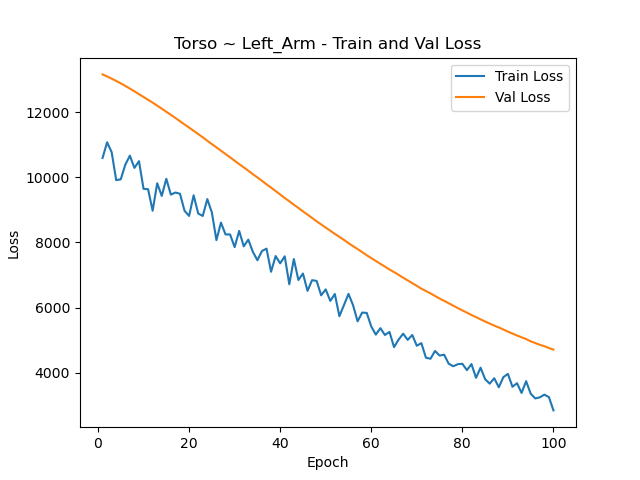 Torso ~ Left_Arm - Train and Val Loss
Train Loss
Val Loss
Loss
12000
10000
8000
6000
4000
0
20
40
60
80
100
Epoch